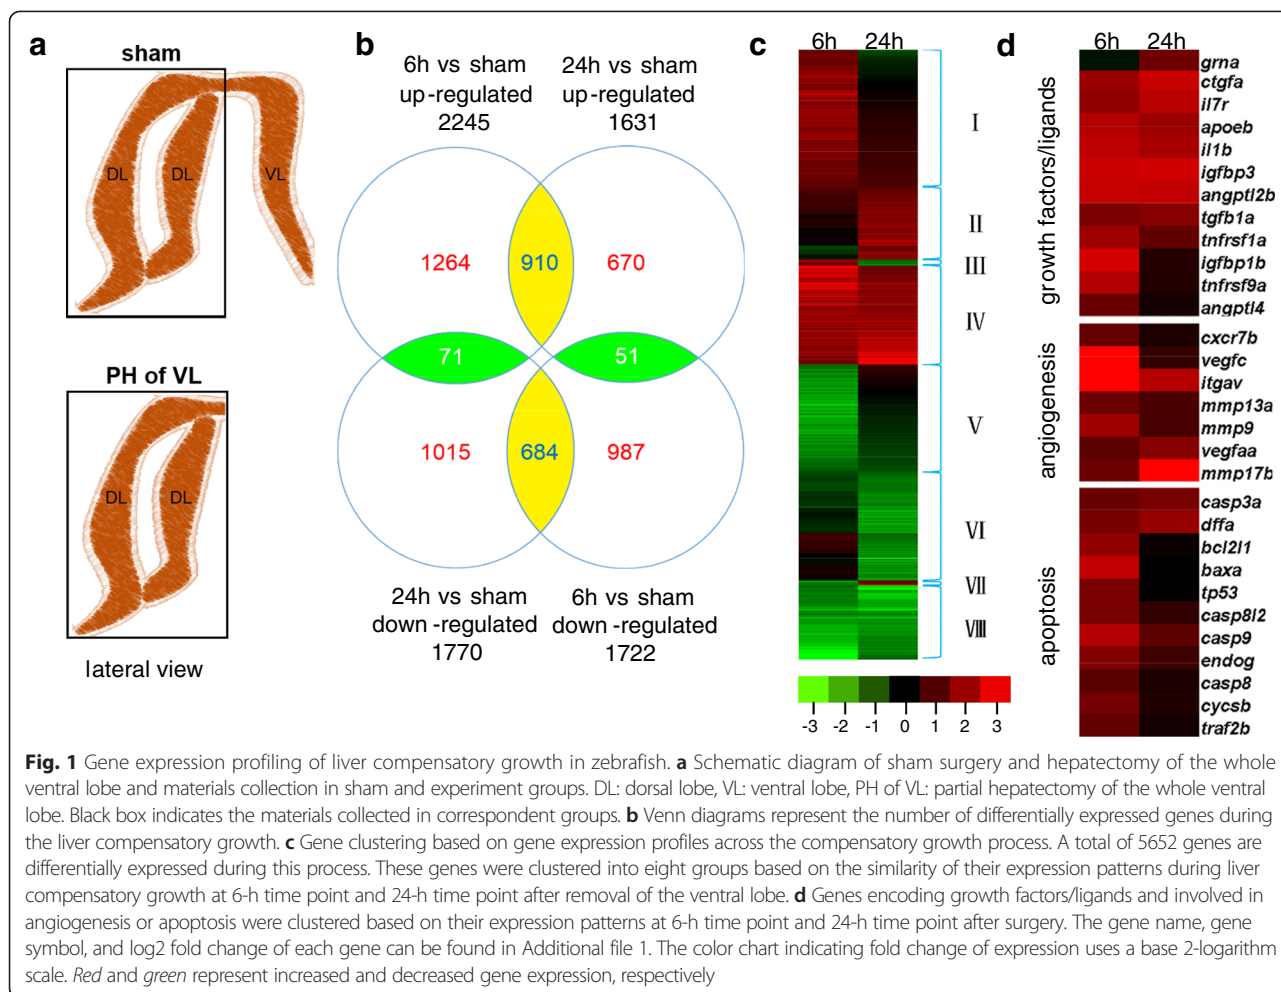 a
sham
DL
DL
VL
PH of VL
DL
DL
lateral view
b
6h vs sham
up-regulated
2245
24h vs sham
up-regulated
1631
1264
910
670
71
51
1015
684
987
24h vs sham
down -regulated
1770
6h vs sham
down -regulated
1722
c
6h
24h
I
II
III
IV
V
VI
VII
VIII
-3
-2
-1
0
1
2
3
d
6h
24h
growth factors/ligands
grna
ctgfa
il7r
apoeb
il1b
igfbp3
angptl2b
tgfb1a
tnfrsf1a
igfbp1b
tnfrsf9a
angptl4
angiogenesis
cxcr7b
vegfc
itgav
mmp13a
mmp9
vegfaa
mmp17b
apoptosis
casp3a
dffa
bcl2l1
baxa
tp53
casp8l2
casp9
endog
casp8
cycsb
traf2b
Fig. 1 Gene expression profiling of liver compensatory growth in zebrafish. a Schematic diagram of sham surgery and hepatectomy of the whole
ventral lobe and materials collection in sham and experiment groups. DL: dorsal lobe, VL: ventral lobe, PH of VL: partial hepatectomy of the whole ventral
lobe. Black box indicates the materials collected in correspondent groups. b Venn diagrams represent the number of differentially expressed genes during
the liver compensatory growth. c Gene clustering based on gene expression profiles across the compensatory growth process. A total of 5652 genes are
differentially expressed during this process. These genes were clustered into eight groups based on the similarity of their expression patterns during liver
compensatory growth at 6-h time point and 24-h time point after removal of the ventral lobe. d Genes encoding growth factors/ligands and involved in
angiogenesis or apoptosis were clustered based on their expression patterns at 6-h time point and 24-h time point after surgery. The gene name, gene
symbol, and log2 fold change of each gene can be found in Additional file 1. The color chart indicating fold change of expression uses a base 2-logarithm
scale. Red and green represent increased and decreased gene expression, respectively